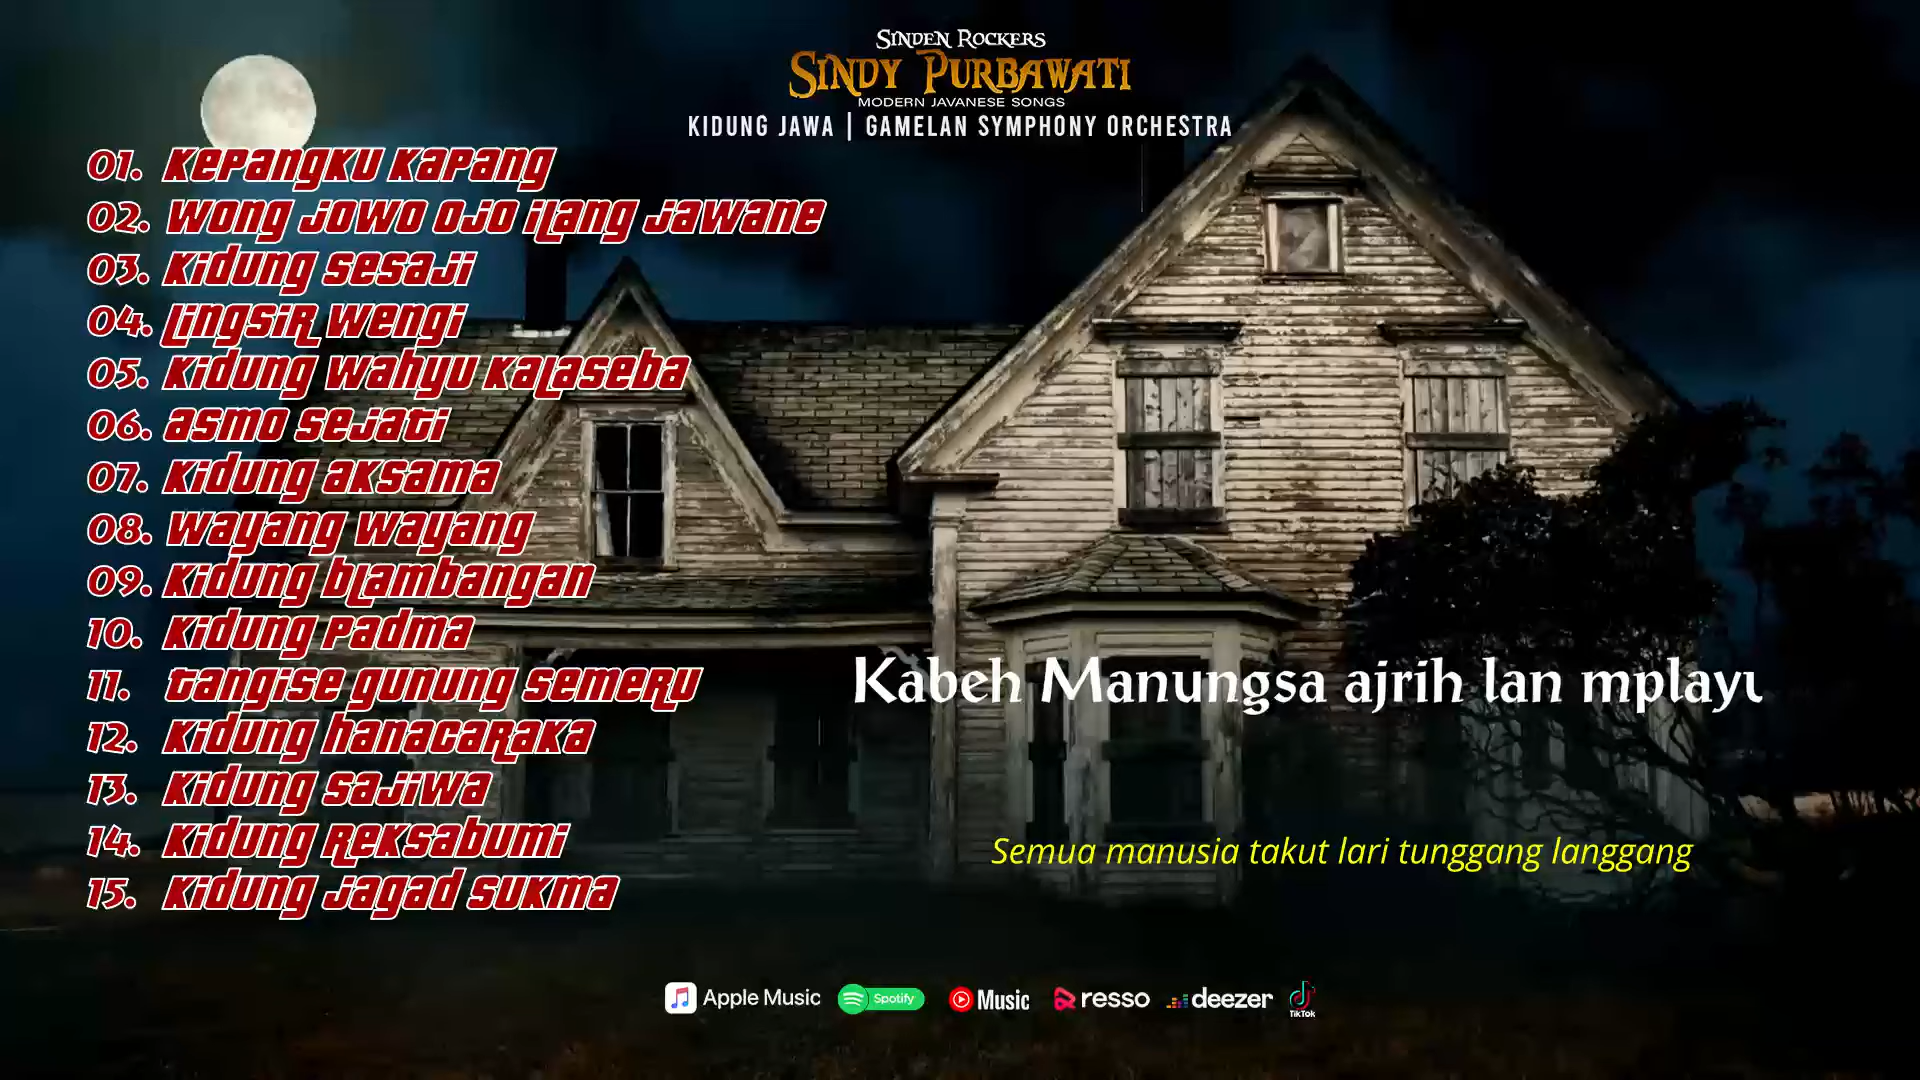 SINDEN ROCKERS
SINDY PURBAWATI
MODERN JAVANESE SONGS
KIDUNG JAWA | GAMELAN SYMPHONY ORCHESTRA
01. Kepangku Kapang
02. Wong Jowo Ojo Ilang Jawane
03. Kidung Sesaji
04. Lingsir Wengi
05. Kidung Wahyu Kalaseba
06. Asmo Sejati
07. Kidung Aksama
08. Wayang Wayang
09. Kidung Blambangan
10. Kidung Padma
11. Tangise Gunung Semeru
12. Kidung Hanacaraka
13. Kidung Sajiwa
14. Kidung Reksabumi
15. Kidung Jagad Sukma
Kabeh Manungsa ajrih lan mplayu
Semua manusia takut lari tunggang langgang
Apple Music Spotify Music resso deezer TikTok